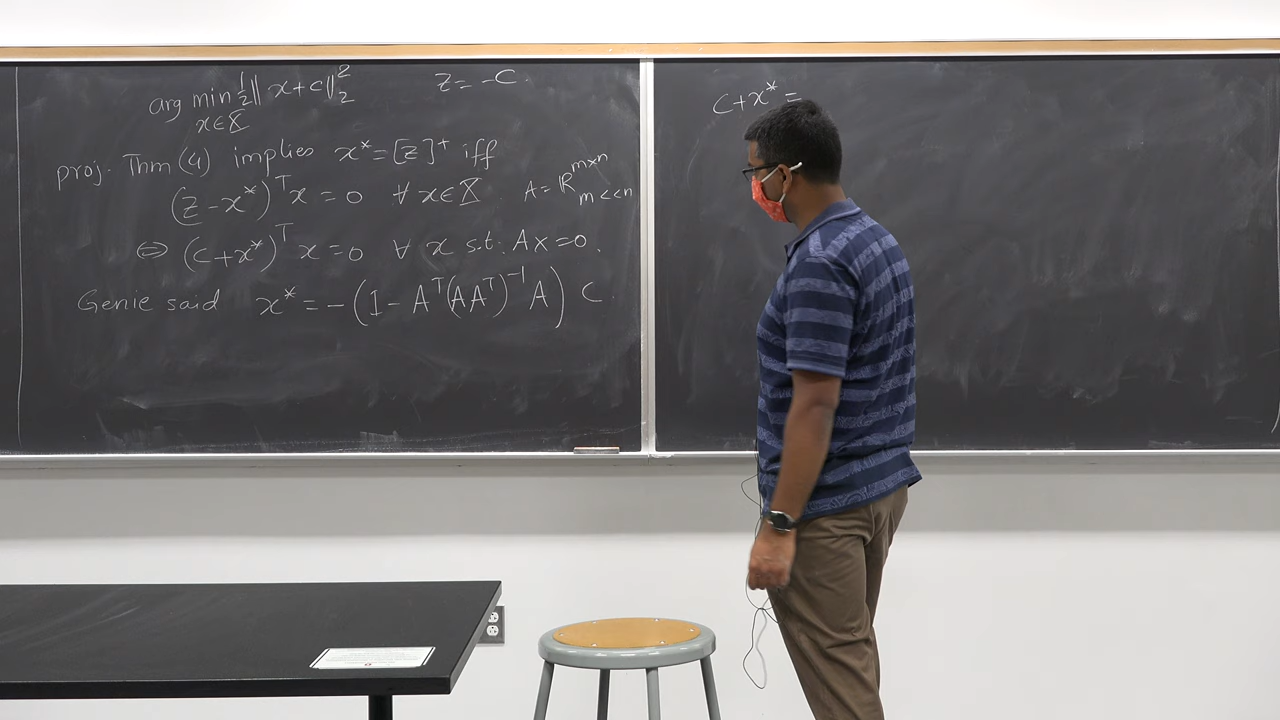 arg min ½ ‖ x + c ‖₂² z = -c.
x ∈ X
proj. Thm (4) implies x* = [z]⁺ iff
(z - x*)ᵀ x = 0 ∀ x ∈ X. A = ℝᵐˣⁿ
m << n
⇔ (c + x*)ᵀ x = 0 ∀ x s.t. Ax = 0.
Genie said x* = - (I - Aᵀ(AAᵀ)⁻¹A) c.
c + x* =